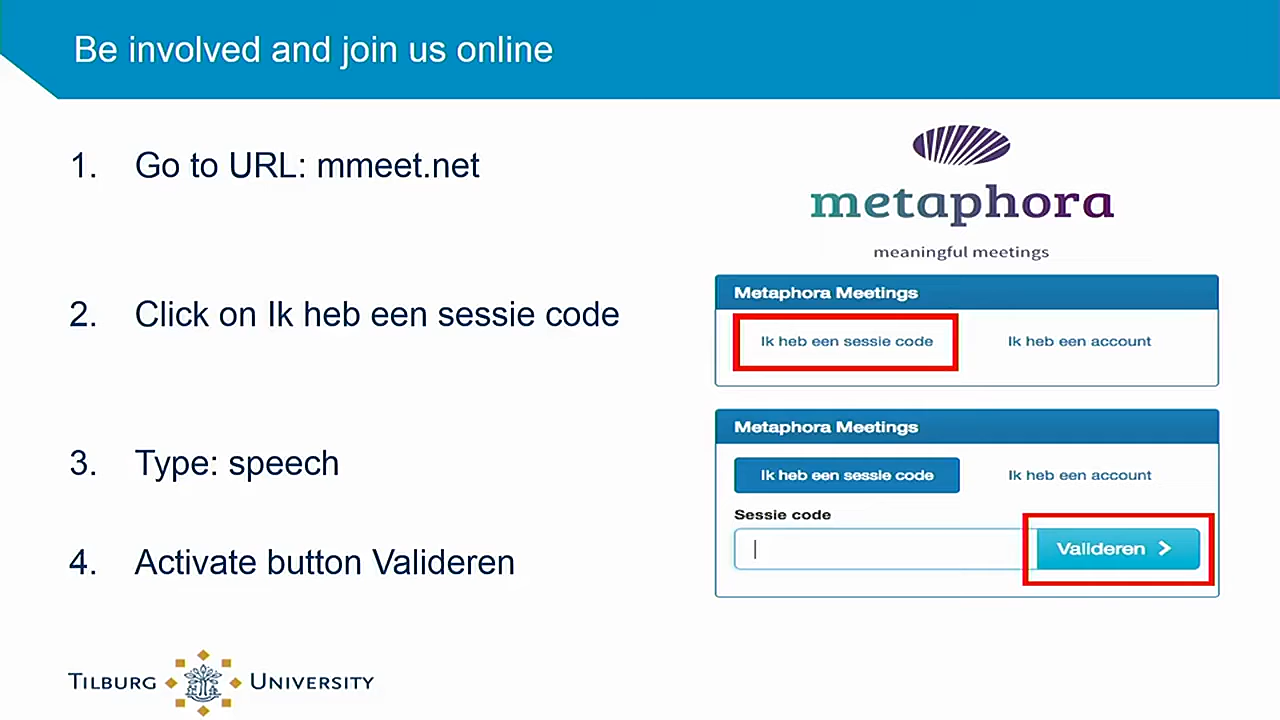 Be involved and join us online
1. Go to URL: mmeet.net
2. Click on Ik heb een sessie code
3. Type: speech
4. Activate button Valideren
metaphora
meaningful meetings
Metaphora Meetings
Ik heb een sessie code Ik heb een account
Metaphora Meetings
Ik heb een sessie code Ik heb een account
Sessie code
Valideren
TILBURG UNIVERSITY